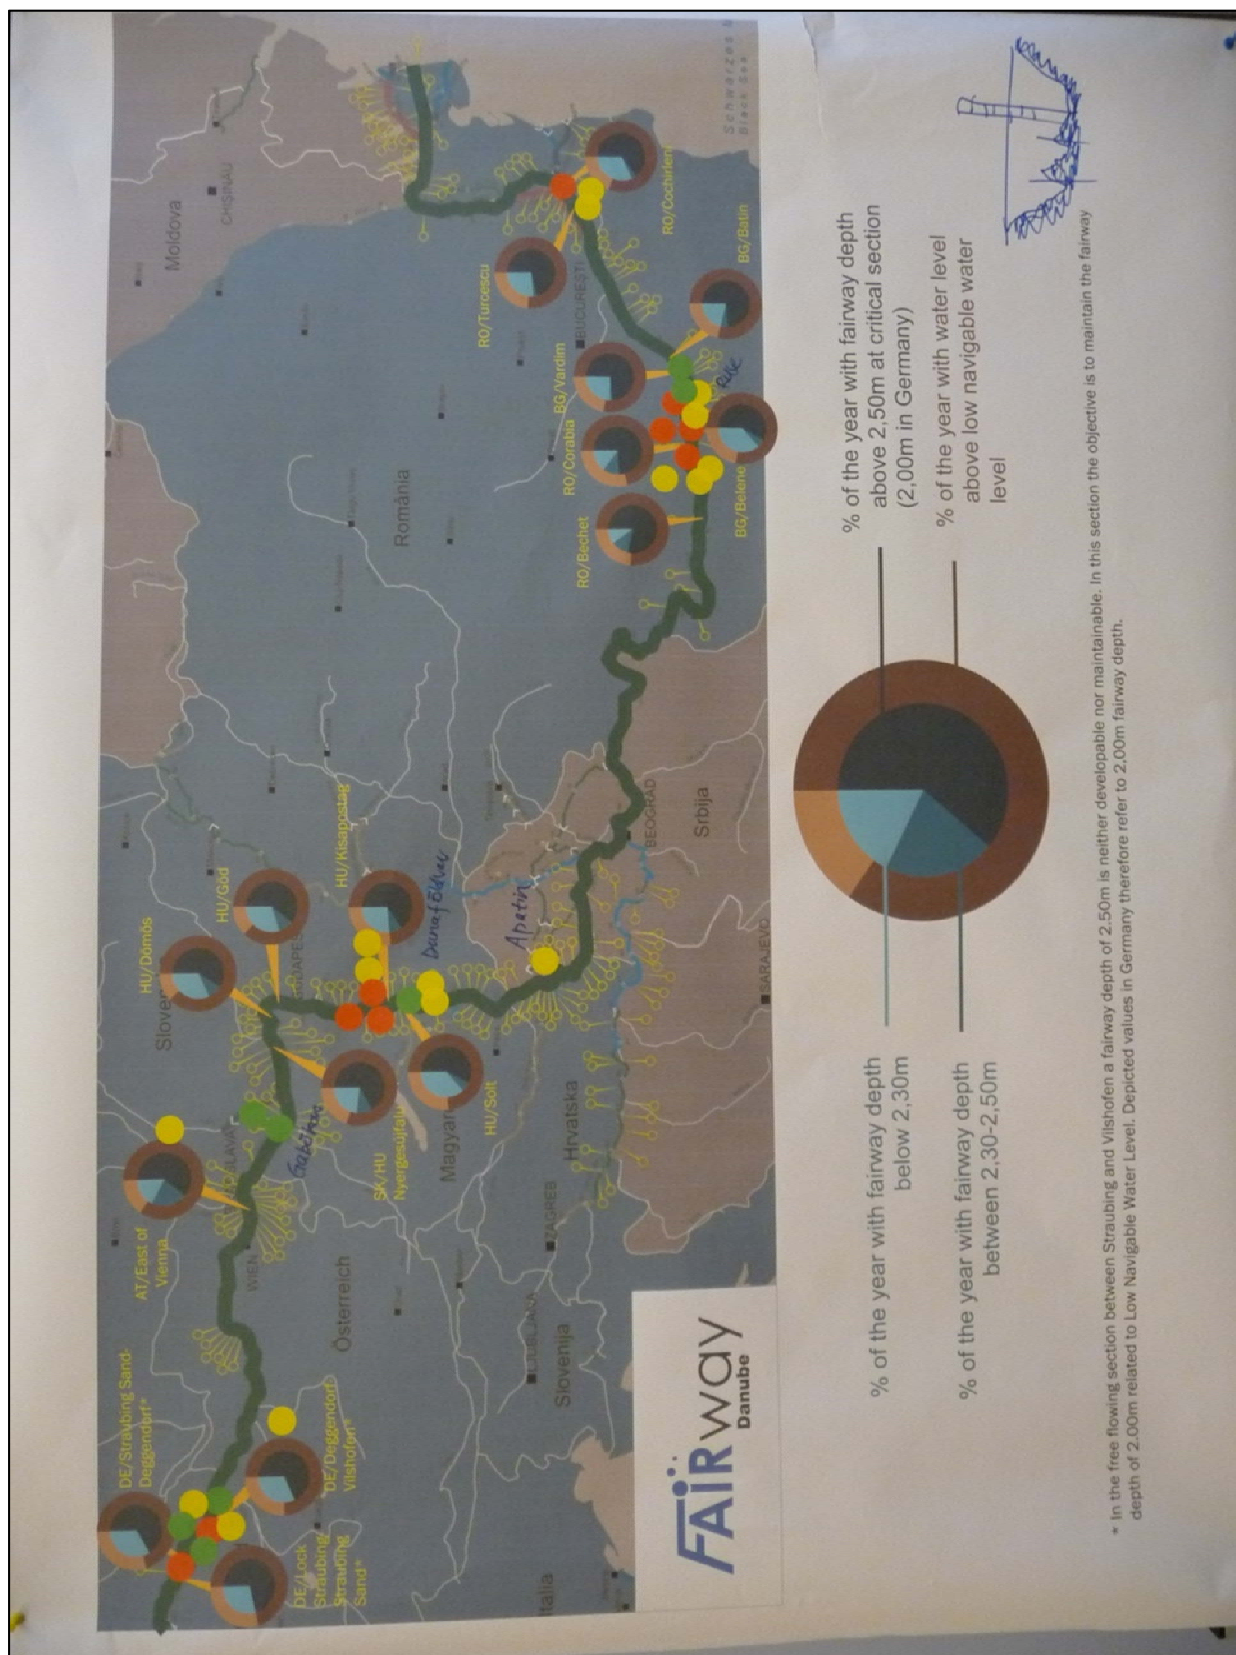 Schwarzes M
Black Sea
Moldova
CHIȘINĂU
România
BUCUREȘTI
RO/Cochirleni
RO/Turcescu
BG/Batin
BG/Vardim
RO/Corabia
BG/Belene
RO/Bechet
BEOGRAD
Srbija
SARAJEVO
HU/Kisapostag
HU/Göd
HU/Dömös
Dunaföldvár
Apatin
Sloven
SK/HU
Nyergesújfalu
Magyar
HU/Solt
Hrvatska
ZAGREB
AT/East of
Vienna
WIEN
Österreich
LJUBLJANA
Slovenija
Italia
DE/Straubing Sand-
Deggendorf*
DE/Deggendorf-
Vilshofen*
DE/Lock
Straubing-
Straubing
Sand*
FAIRway
Danube
% of the year with fairway depth
above 2,50m at critical section
(2,00m in Germany)
% of the year with water level
above low navigable water
level
% of the year with fairway depth
below 2,30m
% of the year with fairway depth
between 2,30-2,50m
* In the free flowing section between Straubing and Vilshofen a fairway depth of 2.50m is neither developable nor maintainable. In this section the objective is to maintain the fairway
depth of 2.00m related to Low Navigable Water Level. Depicted values in Germany therefore refer to 2,00m fairway depth.